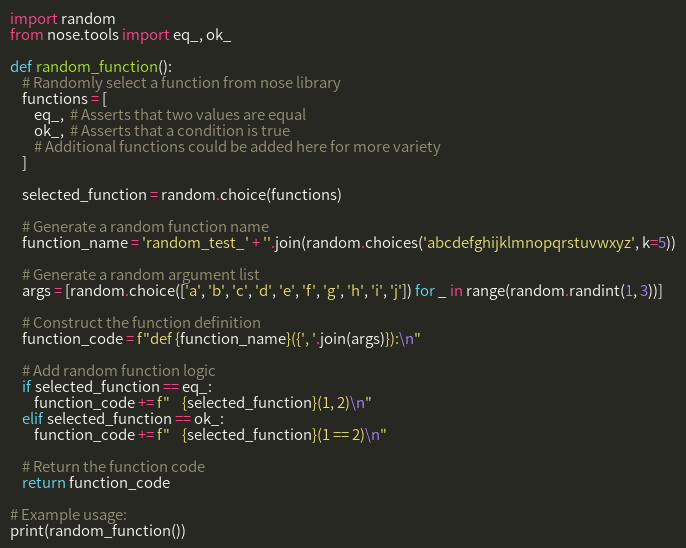 import random
from nose.tools import eq_, ok_
def random_function():
# Randomly select a function from nose library
functions = [
eq_, # Asserts that two values are equal
ok_, # Asserts that a condition is true
# Additional functions could be added here for more variety
]
selected_function = random.choice(functions)
# Generate a random function name
function_name = 'random_test_' + ''.join(random.choices('abcdefghijklmnopqrstuvwxyz', k=5))
# Generate a random argument list
args = [random.choice(['a', 'b', 'c', 'd', 'e', 'f', 'g', 'h', 'i', 'j']) for _ in range(random.randint(1, 3))]
# Construct the function definition
function_code = f"def {function_name}({', '.join(args)}):\n"
# Add random function logic
if selected_function == eq_:
function_code += f"    {selected_function}(1, 2)\n"
elif selected_function == ok_:
function_code += f"    {selected_function}(1 == 2)\n"
# Return the function code
return function_code
# Example usage:
print(random_function())